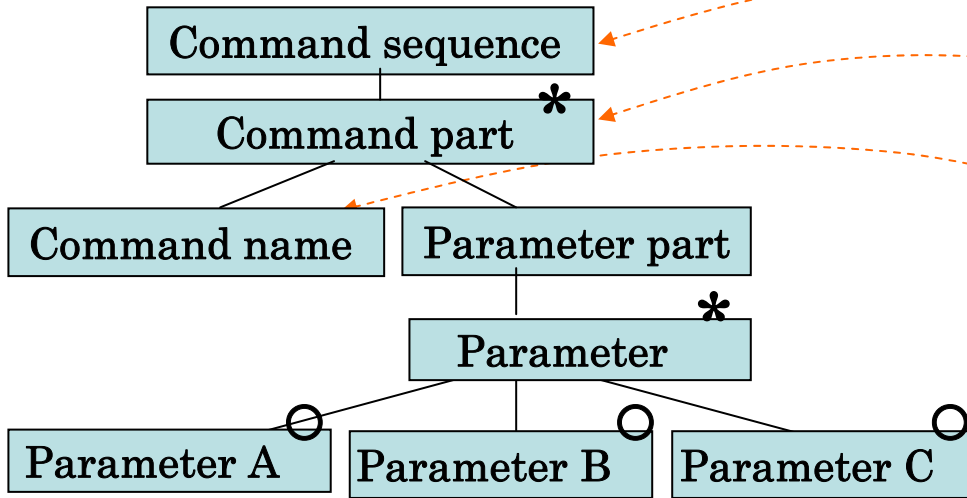 Command sequence
*
Command part
Command name
Parameter part
*
Parameter
Parameter A
Parameter B
Parameter C